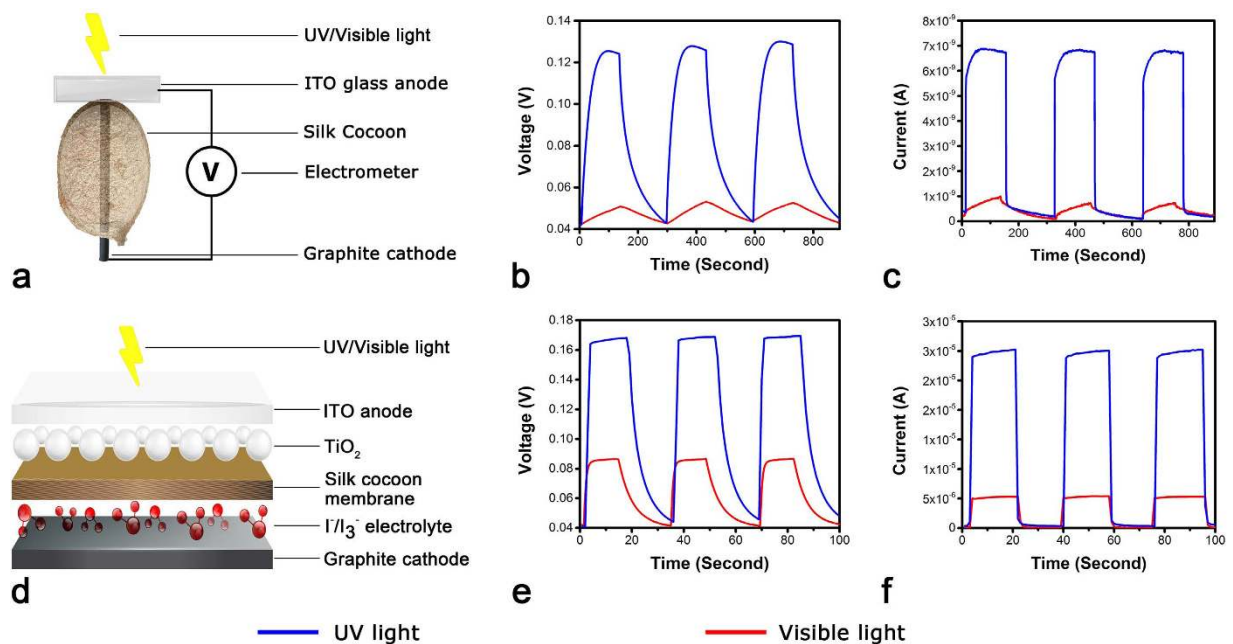 UV/Visible light
ITO glass anode
Silk Cocoon
Electrometer
V
Graphite cathode
a
0.14
0.12
0.10
0.08
0.06
0.04
Voltage (V)
0 200 400 600 800
Time (Second)
b
8x10⁻⁹
7x10⁻⁹
6x10⁻⁹
5x10⁻⁹
4x10⁻⁹
3x10⁻⁹
2x10⁻⁹
1x10⁻⁹
0
Current (A)
0 200 400 600 800
Time (Second)
c
UV/Visible light
ITO anode
TiO₂
Silk cocoon
membrane
I⁻/I₃⁻ electrolyte
Graphite cathode
d
0.18
0.16
0.14
0.12
0.10
0.08
0.06
0.04
Voltage (V)
0 20 40 60 80 100
Time (Second)
e
3x10⁻⁵
3x10⁻⁵
2x10⁻⁵
2x10⁻⁵
1x10⁻⁵
5x10⁻⁶
0
Current (A)
0 20 40 60 80 100
Time (Second)
f
UV light
Visible light